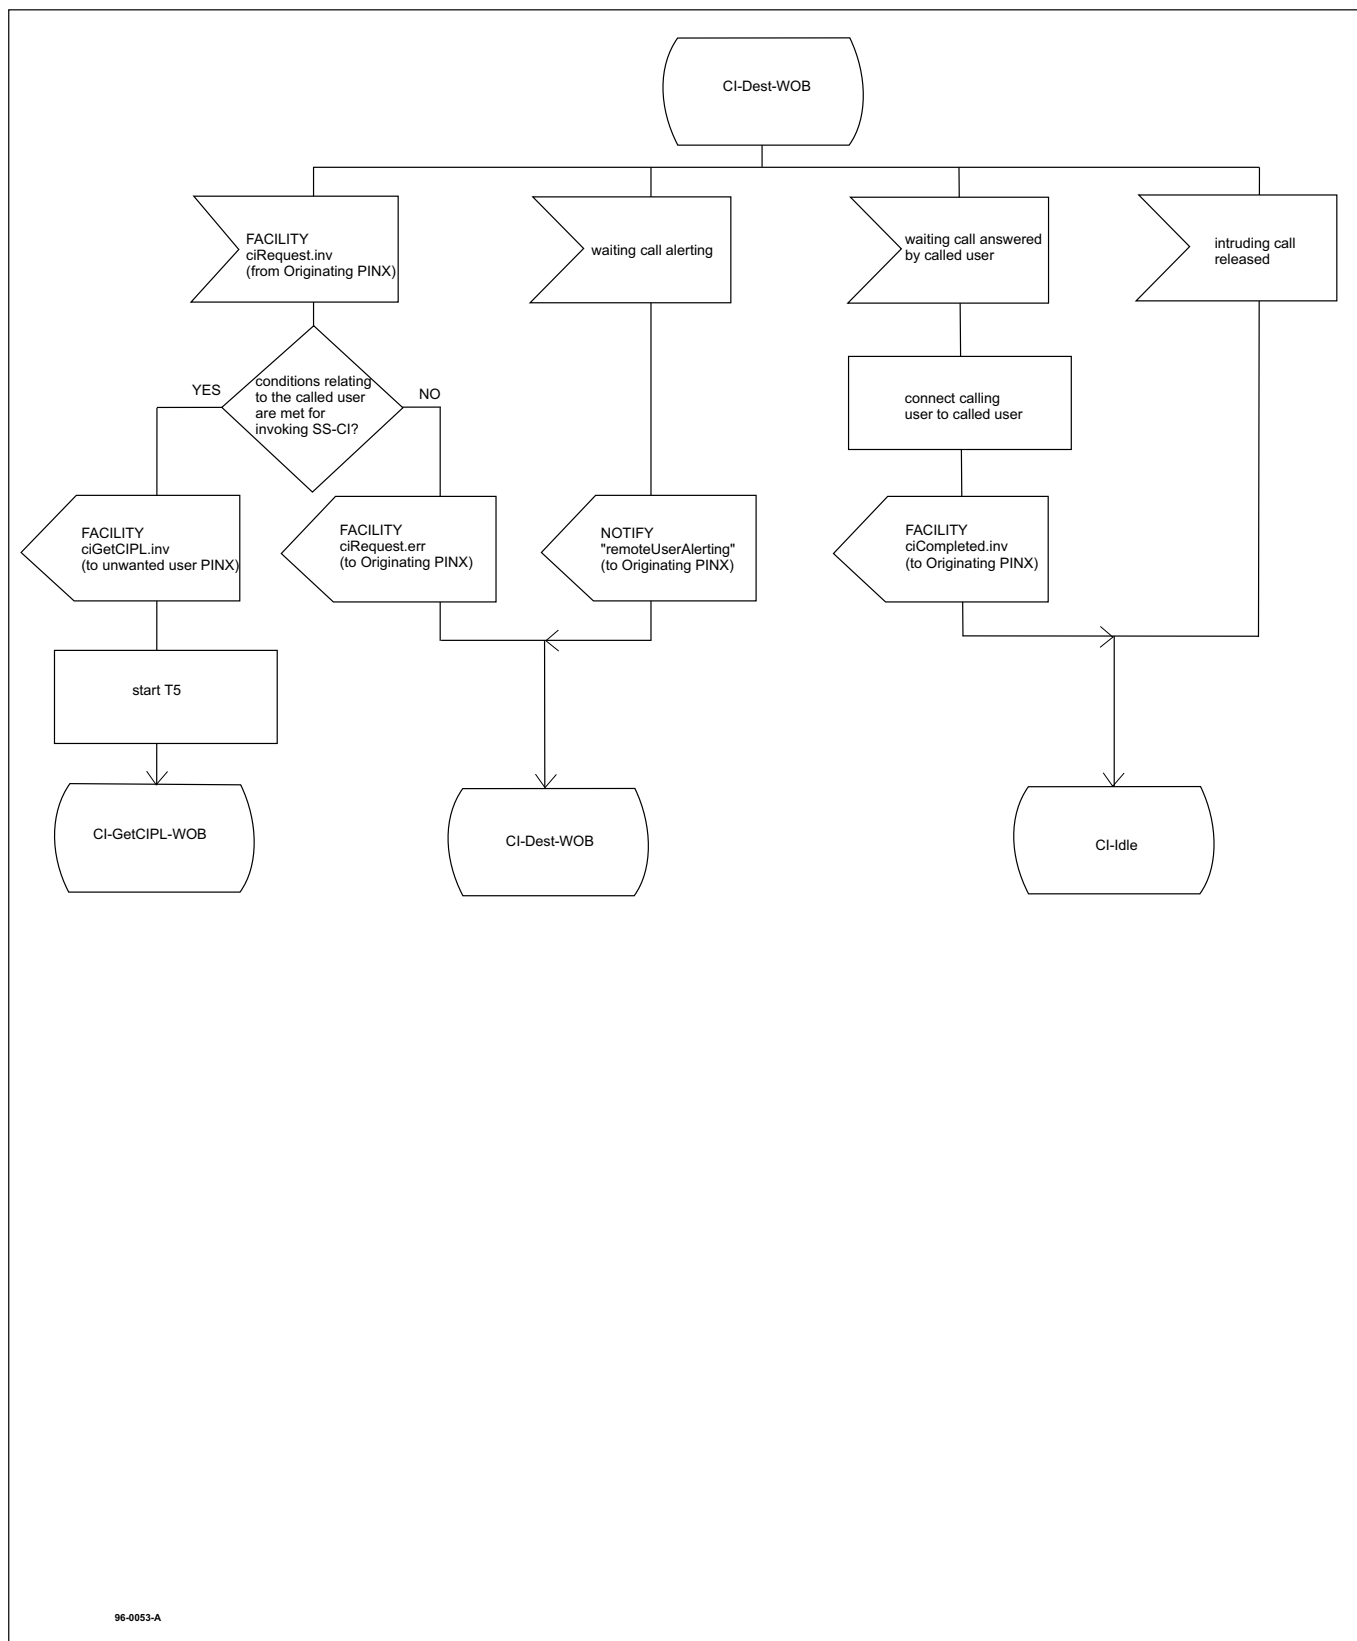 CI-Dest-WOB
FACILITY
ciRequest.inv
(from Originating PINX)
waiting call alerting
waiting call answered
by called user
intruding call
released
YES
conditions relating
to the called user
are met for
invoking SS-CI?
NO
connect calling
user to called user
FACILITY
ciGetCIPL.inv
(to unwanted user PINX)
FACILITY
ciRequest.err
(to Originating PINX)
NOTIFY
"remoteUserAlerting"
(to Originating PINX)
FACILITY
ciCompleted.inv
(to Originating PINX)
start T5
CI-GetCIPL-WOB
CI-Dest-WOB
CI-Idle
96-0053-A